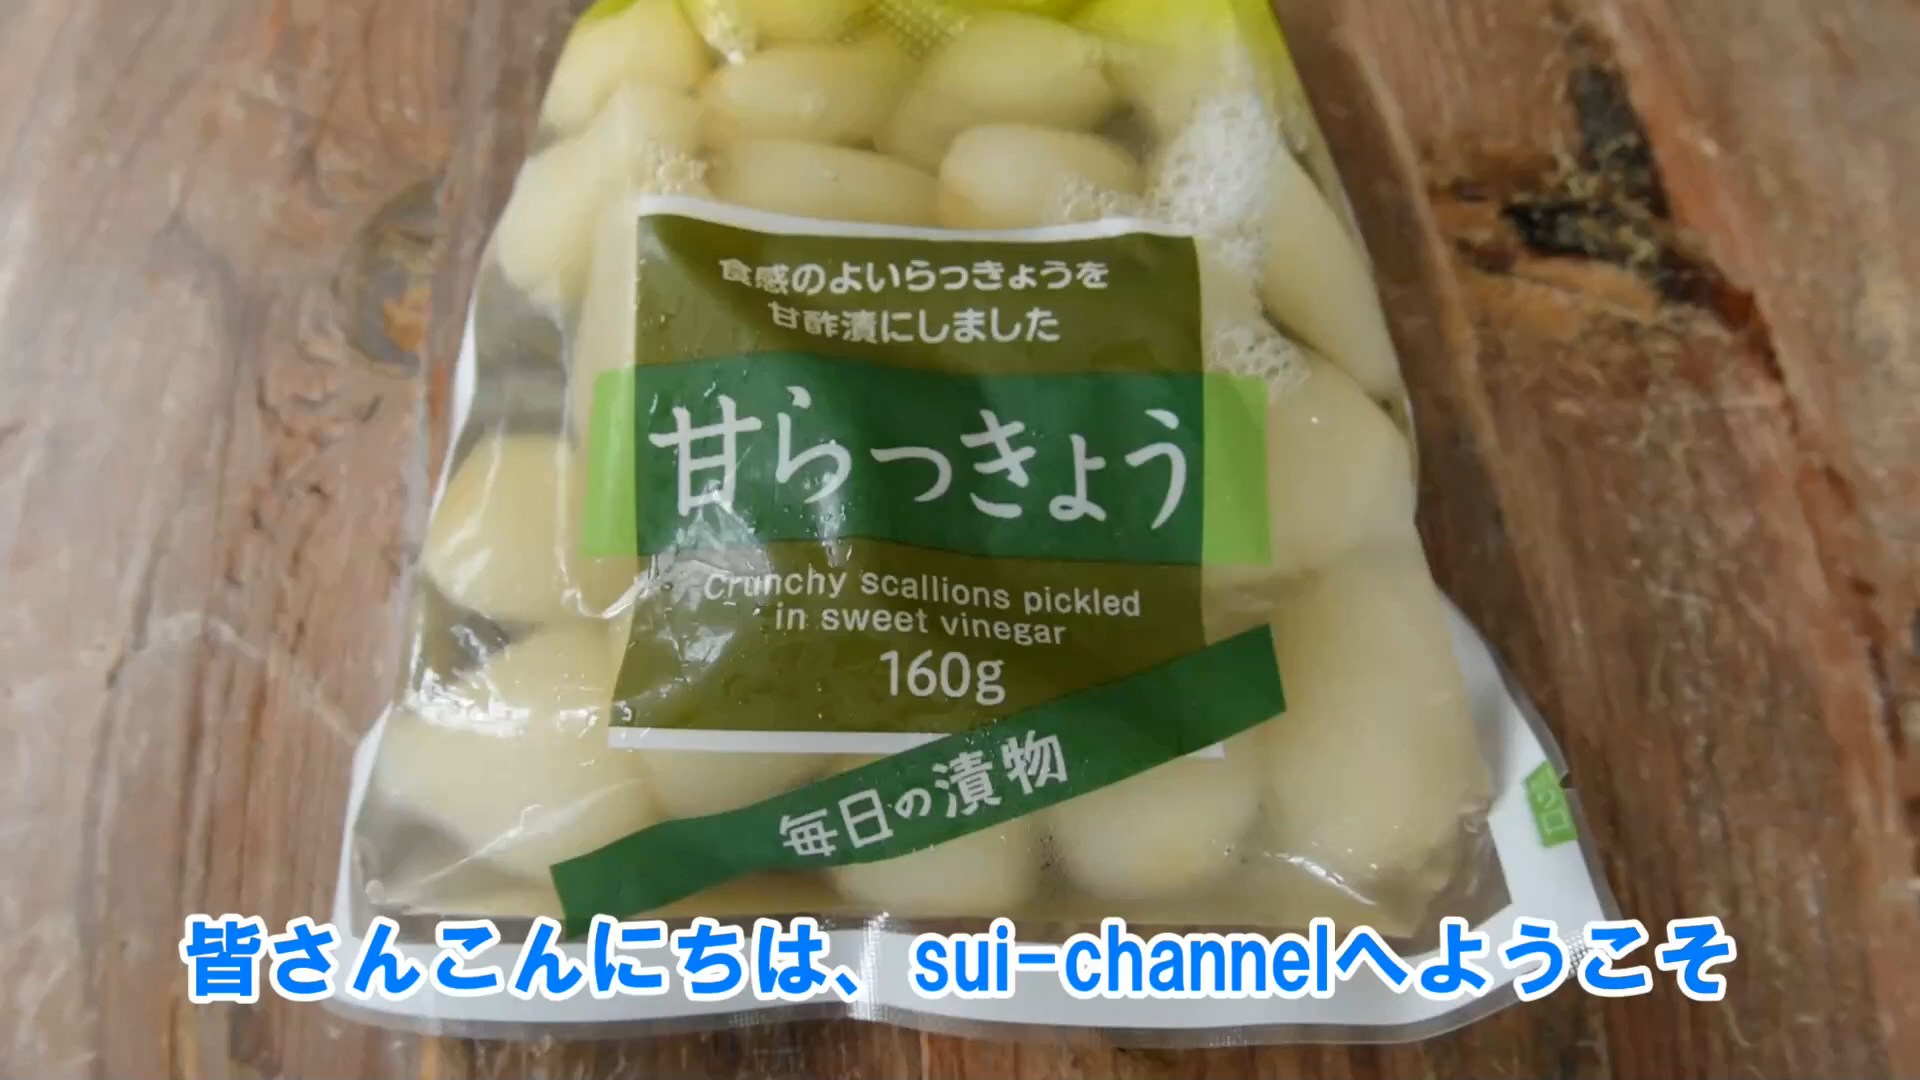 食感のよいらっきょうを
甘酢漬にしました
甘らっきょう
Crunchy scallions pickled
in sweet vinegar
160g
毎日の漬物
皆さんこんにちは、sui-channelへようこそ